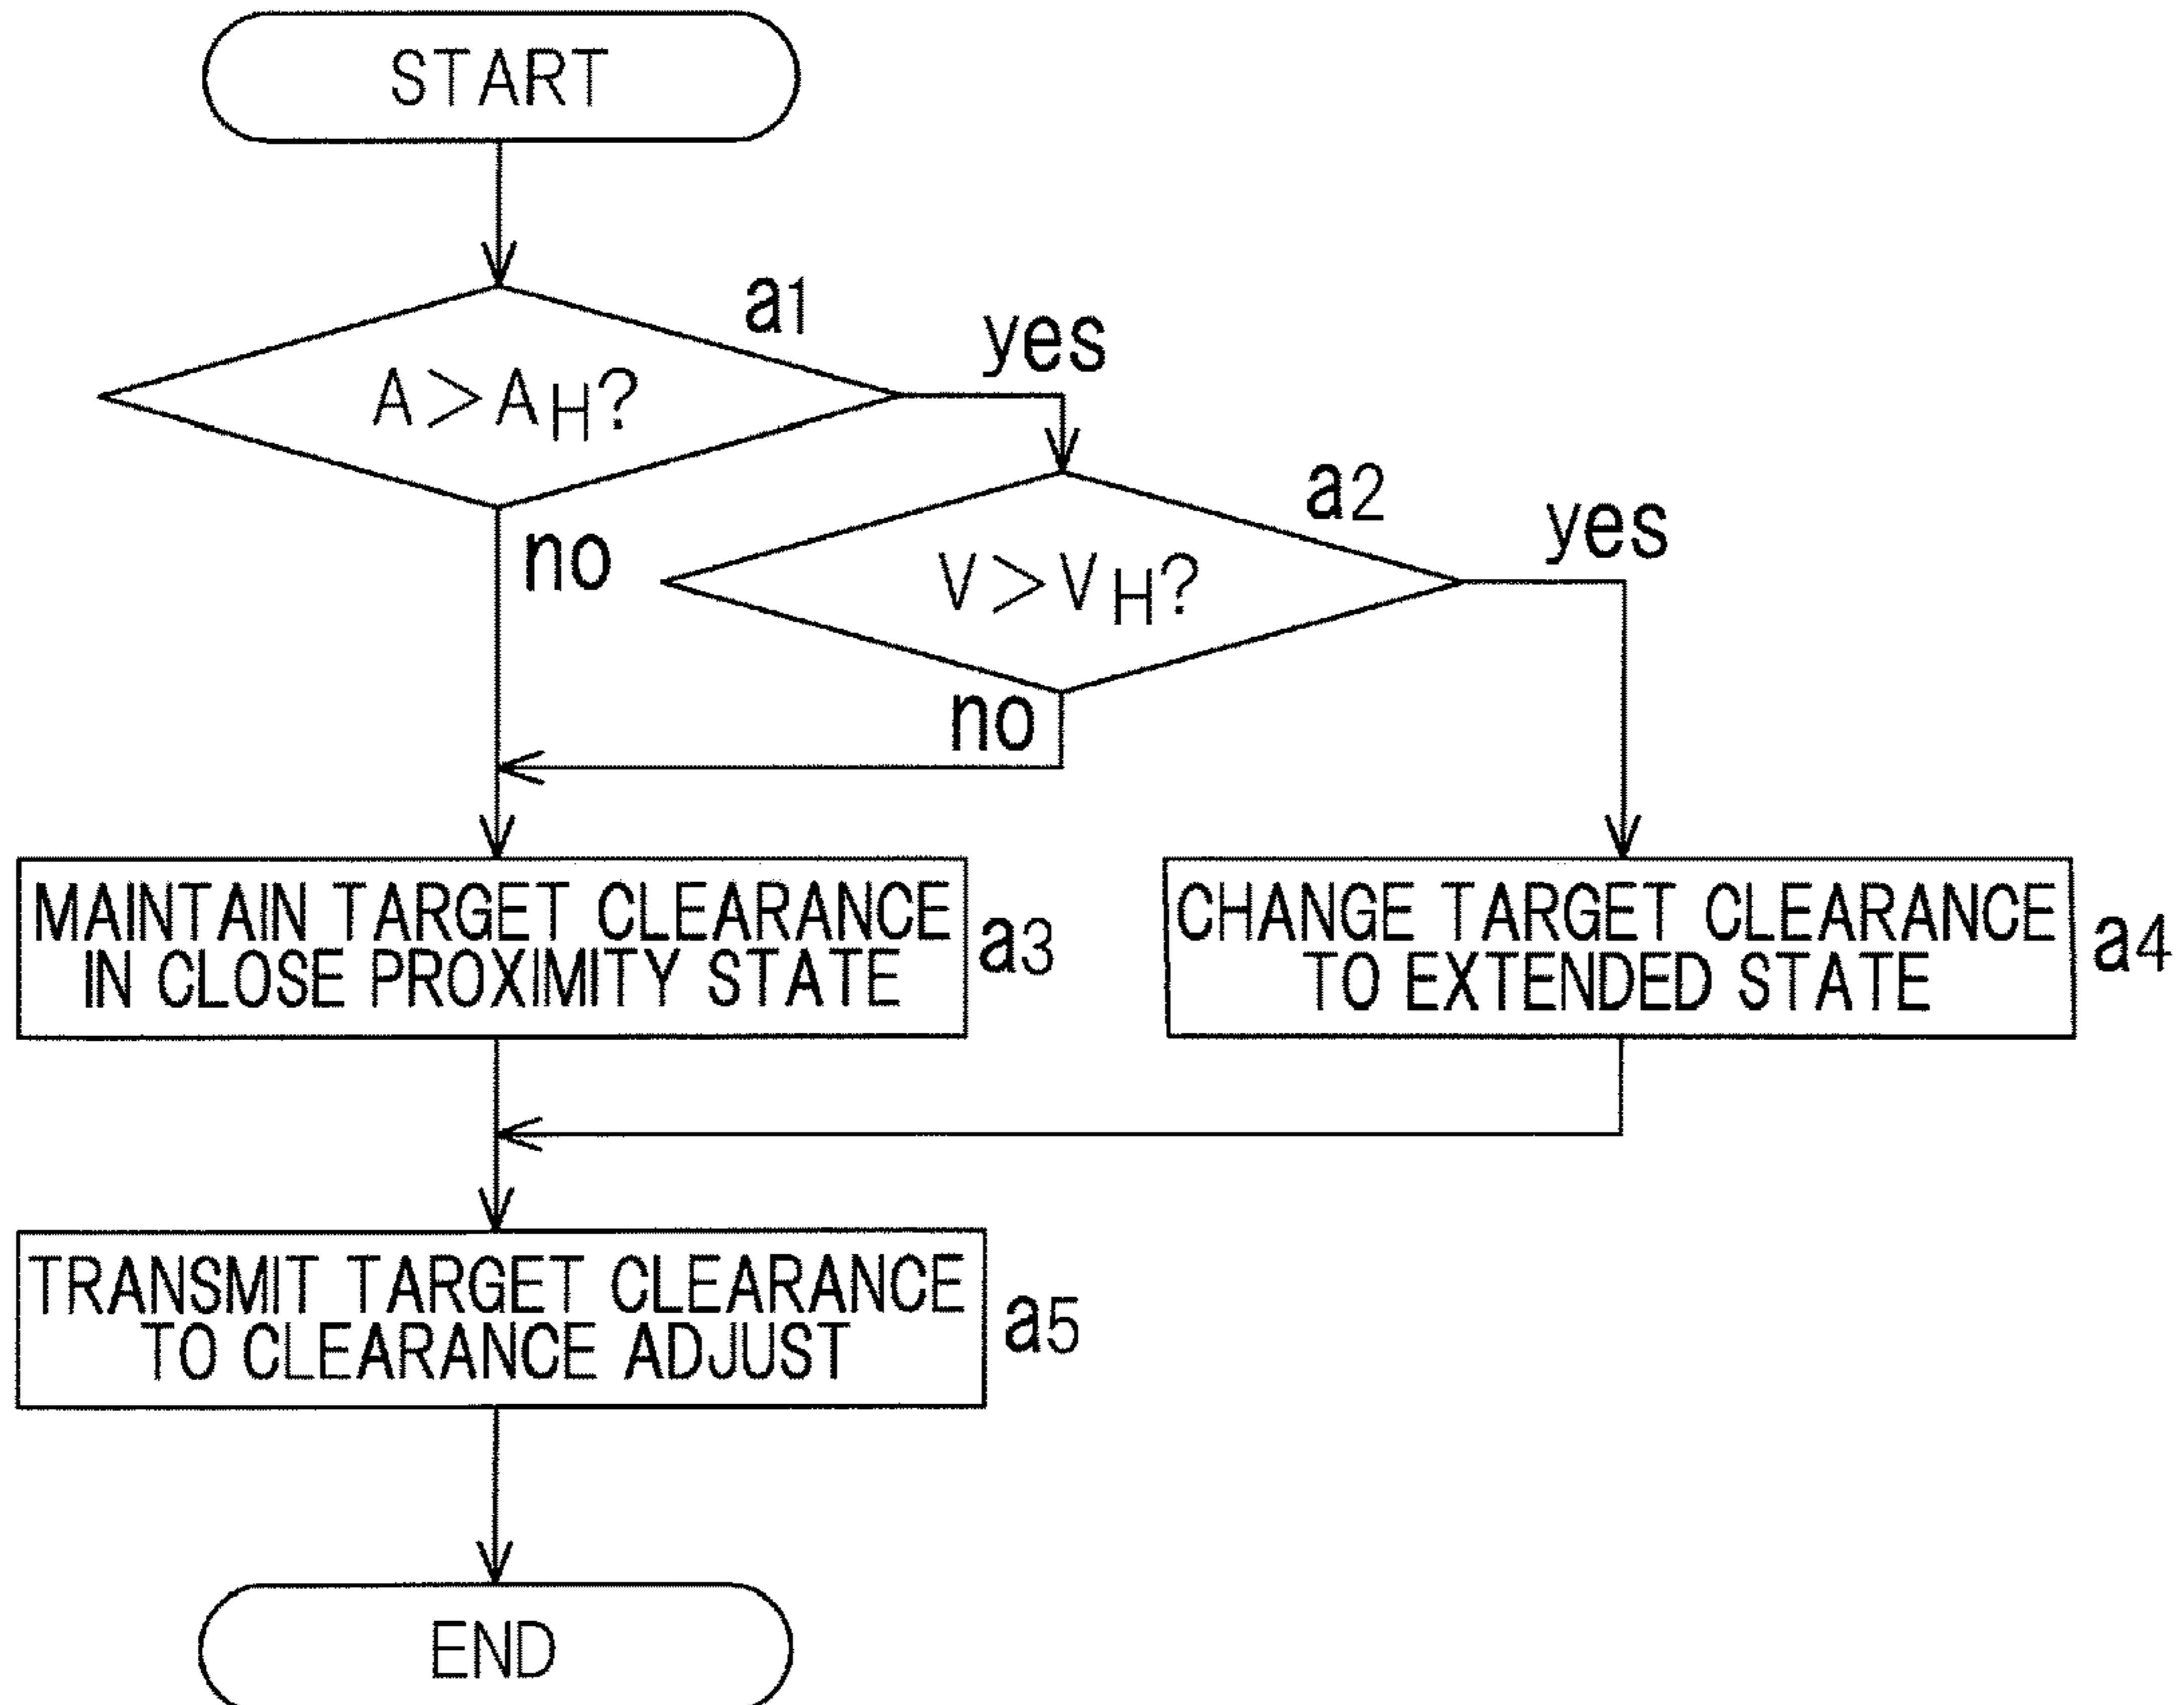 START
a1
yes
A>AH?
a2
yes
no
V>VH?
no
MAINTAIN TARGET CLEARANCE
IN CLOSE PROXIMITY STATE
a3
CHANGE TARGET CLEARANCE
TO EXTENDED STATE
a4
TRANSMIT TARGET CLEARANCE
TO CLEARANCE ADJUST
a5
END